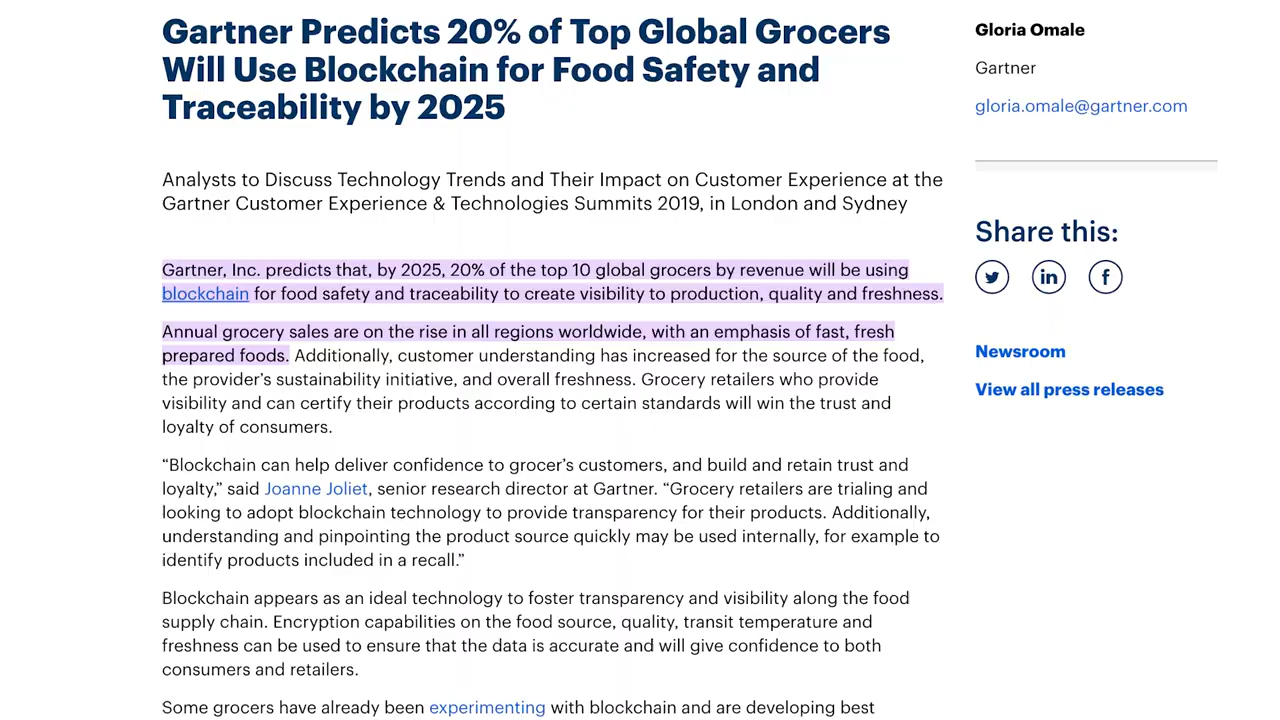 Gartner Predicts 20% of Top Global Grocers
Will Use Blockchain for Food Safety and
Traceability by 2025
Analysts to Discuss Technology Trends and Their Impact on Customer Experience at the
Gartner Customer Experience & Technologies Summits 2019, in London and Sydney
Gartner, Inc. predicts that, by 2025, 20% of the top 10 global grocers by revenue will be using
blockchain for food safety and traceability to create visibility to production, quality and freshness.
Annual grocery sales are on the rise in all regions worldwide, with an emphasis of fast, fresh
prepared foods. Additionally, customer understanding has increased for the source of the food,
the provider’s sustainability initiative, and overall freshness. Grocery retailers who provide
visibility and can certify their products according to certain standards will win the trust and
loyalty of consumers.
“Blockchain can help deliver confidence to grocer’s customers, and build and retain trust and
loyalty,” said Joanne Joliet, senior research director at Gartner. “Grocery retailers are trialing and
looking to adopt blockchain technology to provide transparency for their products. Additionally,
understanding and pinpointing the product source quickly may be used internally, for example to
identify products included in a recall.”
Blockchain appears as an ideal technology to foster transparency and visibility along the food
supply chain. Encryption capabilities on the food source, quality, transit temperature and
freshness can be used to ensure that the data is accurate and will give confidence to both
consumers and retailers.
Some grocers have already been experimenting with blockchain and are developing best
Gloria Omale
Gartner
gloria.omale@gartner.com
Share this:
in
f
Newsroom
View all press releases